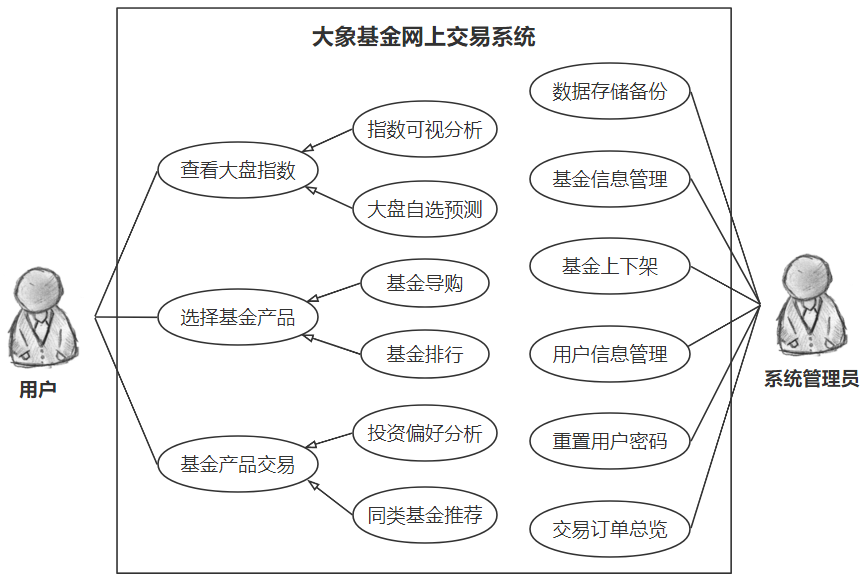 大象基金网上交易系统
数据存储备份
指数可视分析
查看大盘指数
基金信息管理
大盘自选预测
基金上下架
基金导购
选择基金产品
基金排行
用户信息管理
用户
系统管理员
投资偏好分析
重置用户密码
基金产品交易
同类基金推荐
交易订单总览